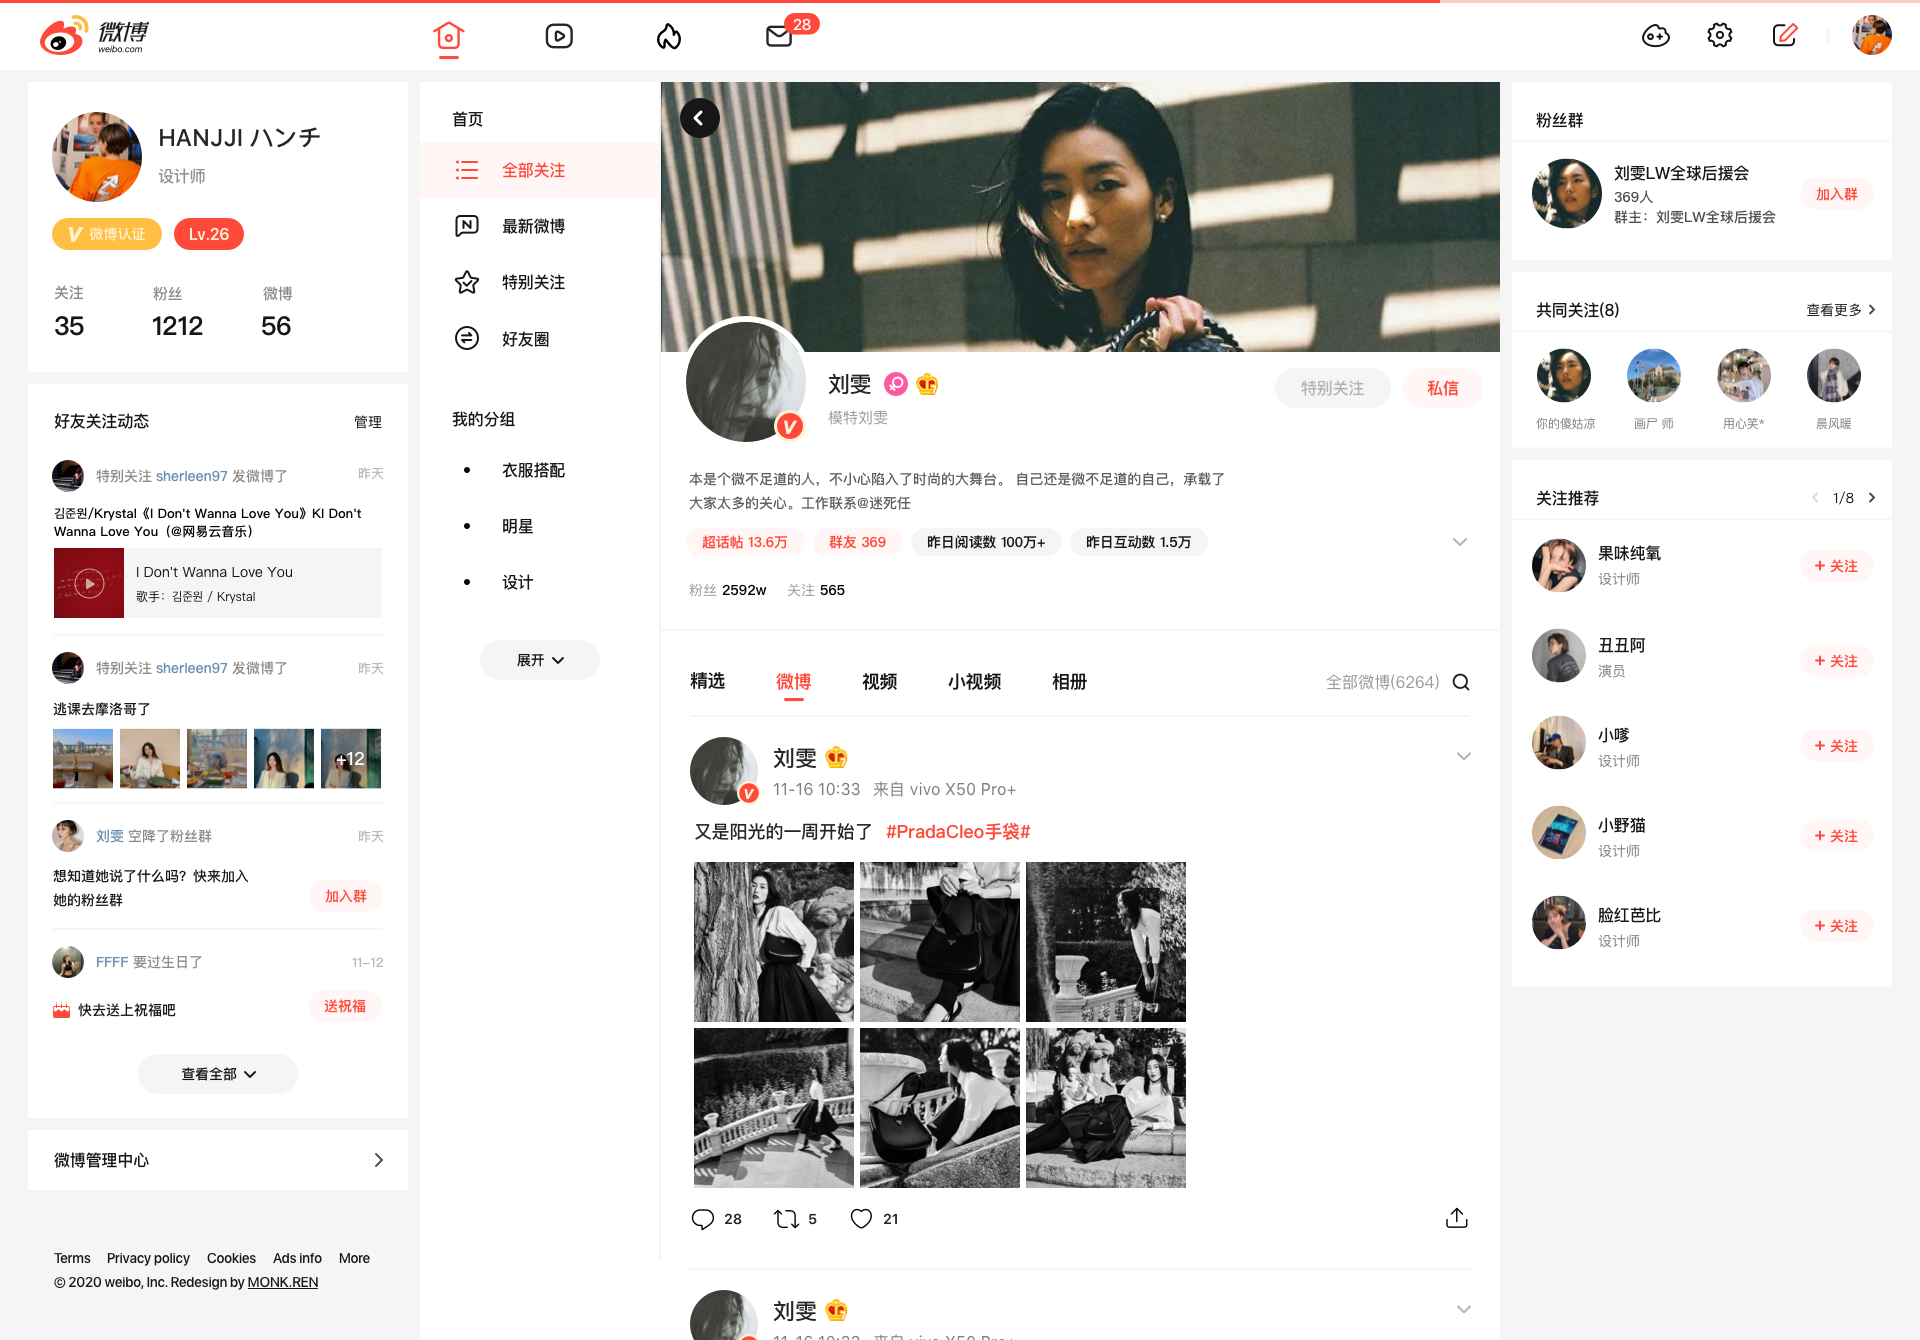 微博
weibo.com
28
HANJJI ハンチ
设计师
微博认证
Lv.26
关注
粉丝
微博
35
1212
56
好友关注动态
管理
特别关注 sherleen97 发微博了
昨天
김준원/Krystal《I Don't Wanna Love You》KI Don't
Wanna Love You（@网易云音乐）
I Don't Wanna Love You
歌手：김준원 / Krystal
特别关注 sherleen97 发微博了
昨天
逃课去摩洛哥了
+12
刘雯 空降了粉丝群
昨天
想知道她说了什么吗？快来加入
她的粉丝群
加入群
FFFF 要过生日了
11-12
快去送上祝福吧
送祝福
查看全部
微博管理中心
Terms Privacy policy Cookies Ads info More
© 2020 weibo, Inc. Redesign by MONK.REN
首页
全部关注
最新微博
特别关注
好友圈
我的分组
衣服搭配
明星
设计
展开
刘雯
模特刘雯
特别关注
私信
本是个微不足道的人，不小心陷入了时尚的大舞台。 自己还是微不足道的自己，承载了
大家太多的关心。工作联系@迷死任
超话帖 13.6万
群友 369
昨日阅读数 100万+
昨日互动数 1.5万
粉丝 2592w 关注 565
精选
微博
视频
小视频
相册
全部微博(6264)
刘雯
11-16 10:33 来自 vivo X50 Pro+
又是阳光的一周开始了 #PradaCleo手袋#
28
5
21
刘雯
11-16 10:33 来自 vivo X50 Pro+
粉丝群
刘雯LW全球后援会
369人
群主：刘雯LW全球后援会
加入群
共同关注(8)
查看更多
你的傻姑凉
画尸 师
用心笑*
晨风暖
关注推荐
1/8
果味纯氧
设计师
+ 关注
丑丑阿
演员
+ 关注
小嗲
设计师
+ 关注
小野猫
设计师
+ 关注
脸红芭比
设计师
+ 关注